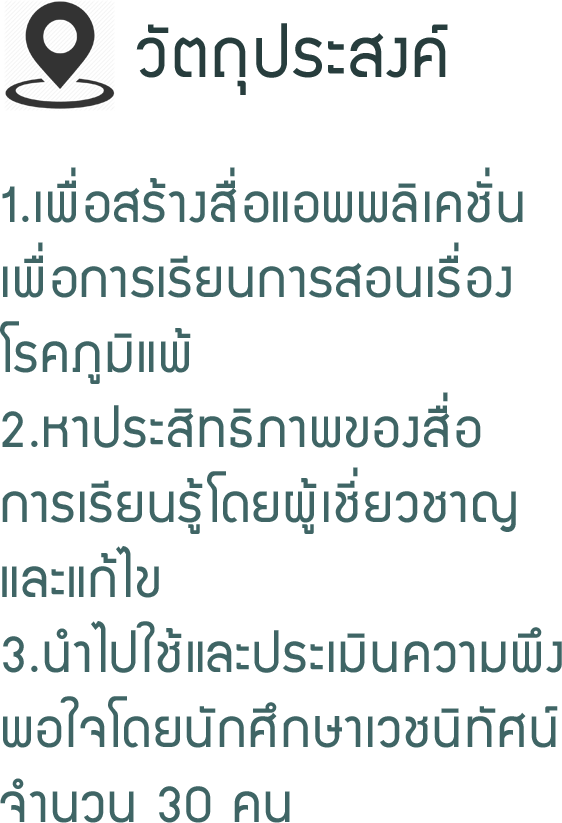 วัตถุประสงค์
1.เพื่อสร้างสื่อแอพพลิเคชั่น
เพื่อการเรียนการสอนเรื่อง
โรคภูมิแพ้
2.หาประสิทธิภาพของสื่อ
การเรียนรู้โดยผู้เชี่ยวชาญ
และแก้ไข
3.นำไปใช้และประเมินความพึง
พอใจโดยนักศึกษาเวชนิทัศน์
จำนวน 30 คน